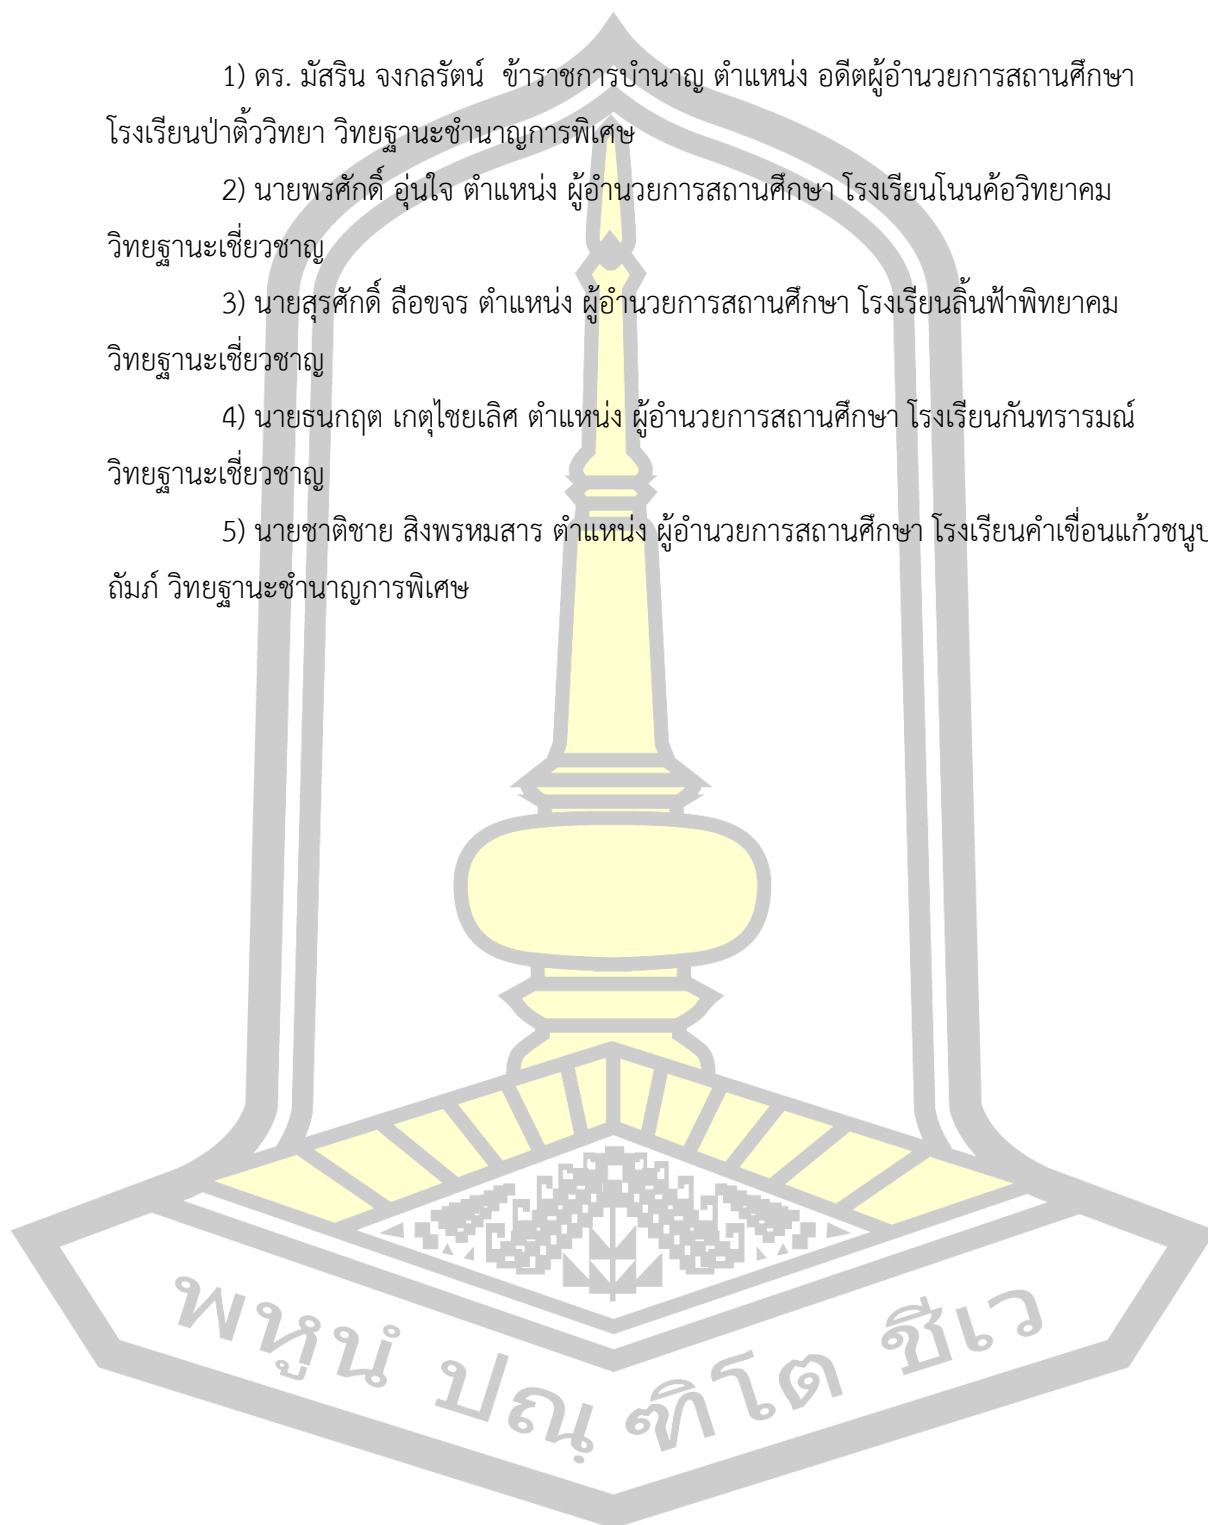 1) ดร. มัสริน จงกลรัตน์  ข้าราชการบำนาญ ตำแหน่ง อดีตผู้อำนวยการสถานศึกษา
โรงเรียนป่าติ้ววิทยา วิทยฐานะชำนาญการพิเศษ
2) นายพรศักดิ์ อุ่นใจ ตำแหน่ง ผู้อำนวยการสถานศึกษา โรงเรียนโนนค้อวิทยาคม
วิทยฐานะเชี่ยวชาญ
3) นายสุรศักดิ์ ลือขจร ตำแหน่ง ผู้อำนวยการสถานศึกษา โรงเรียนลิ้นฟ้าพิทยาคม
วิทยฐานะเชี่ยวชาญ
4) นายธนกฤต เกตุไชยเลิศ ตำแหน่ง ผู้อำนวยการสถานศึกษา โรงเรียนกันทรารมณ์
วิทยฐานะเชี่ยวชาญ
5) นายชาติชาย สิงพรหมสาร ตำแหน่ง ผู้อำนวยการสถานศึกษา โรงเรียนคำเขื่อนแก้วชนูป
ถัมภ์ วิทยฐานะชำนาญการพิเศษ
พหูนํ ปณฺฑิโต ชีเว